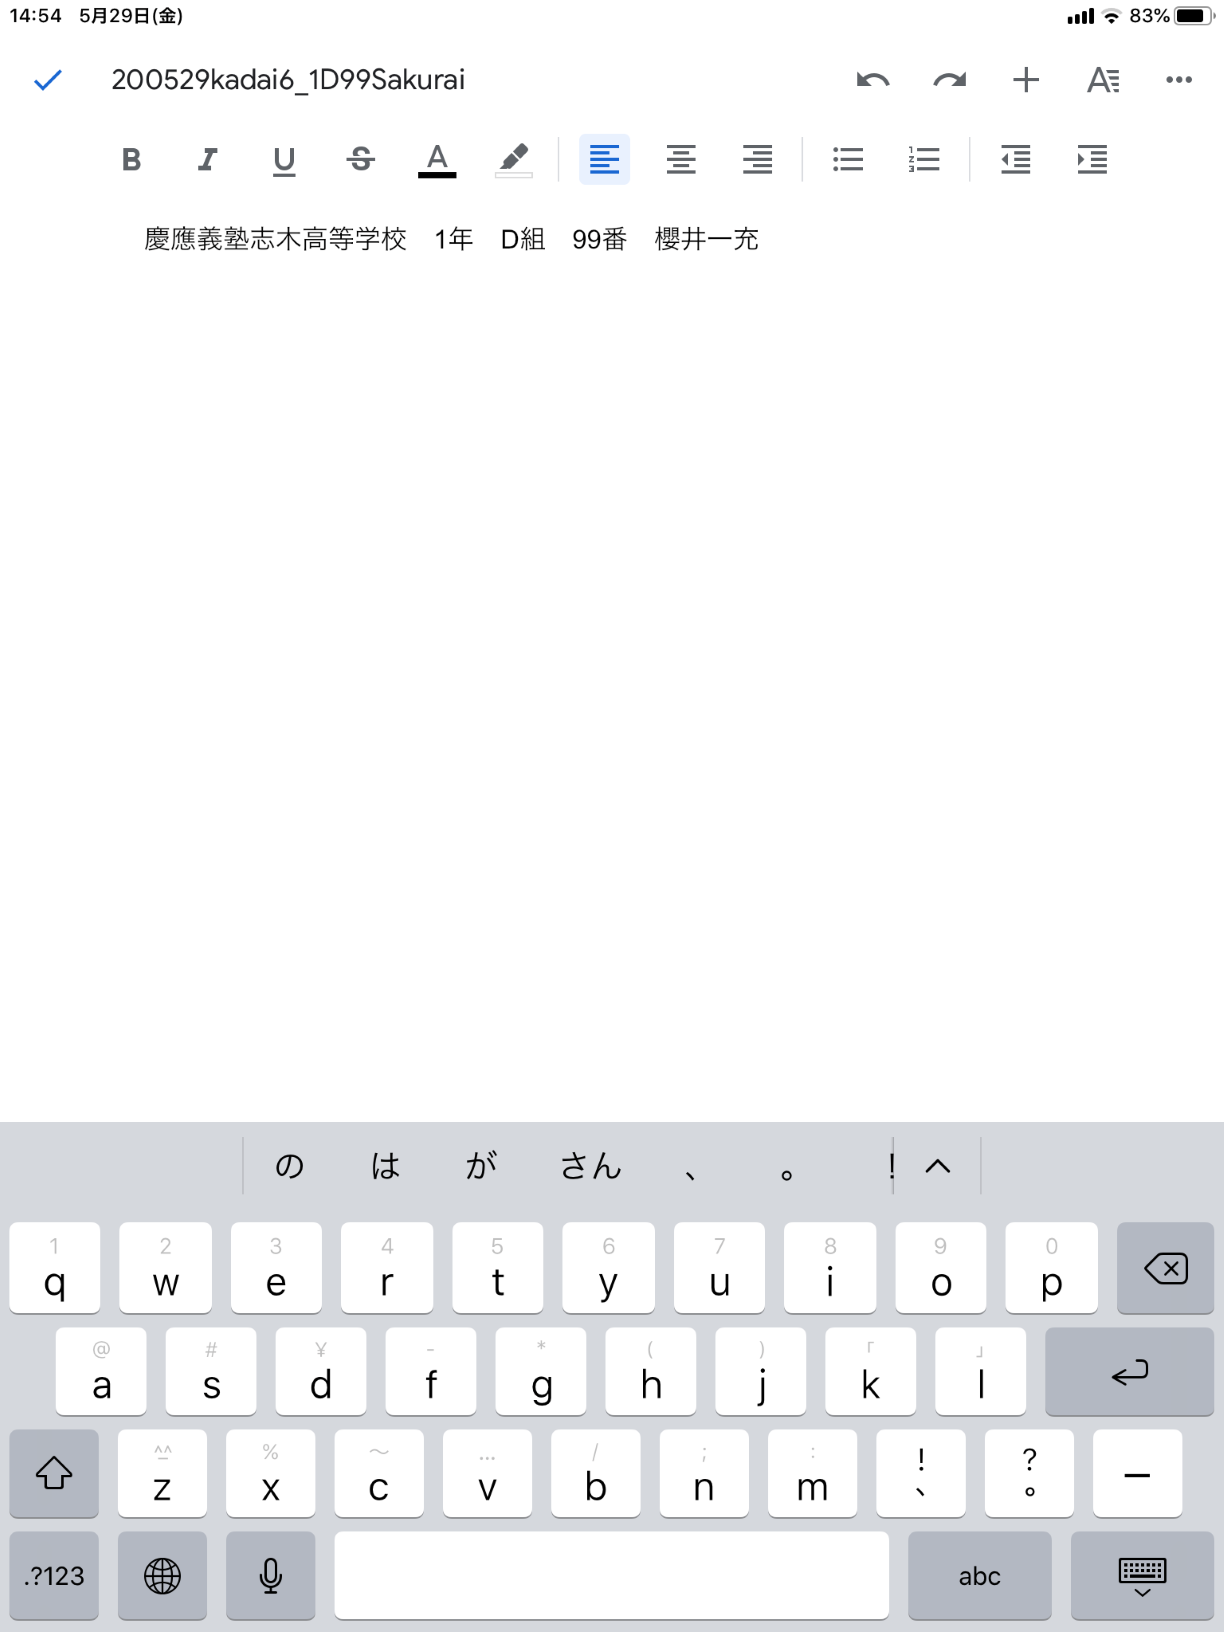 14:54 5月29日(金) 83%
200529kadai6_1D99Sakurai
B I U S A
慶應義塾志木高等学校　1年　D組　99番　櫻井一充
の は が さん 、 。 !
1 2 3 4 5 6 7 8 9 0
q w e r t y u i o p
@ # ¥ - * ( ) 「 」
a s d f g h j k l
^^ % 〜 … / ; : ! ?
z x c v b n m 、 。 ー
.?123 abc